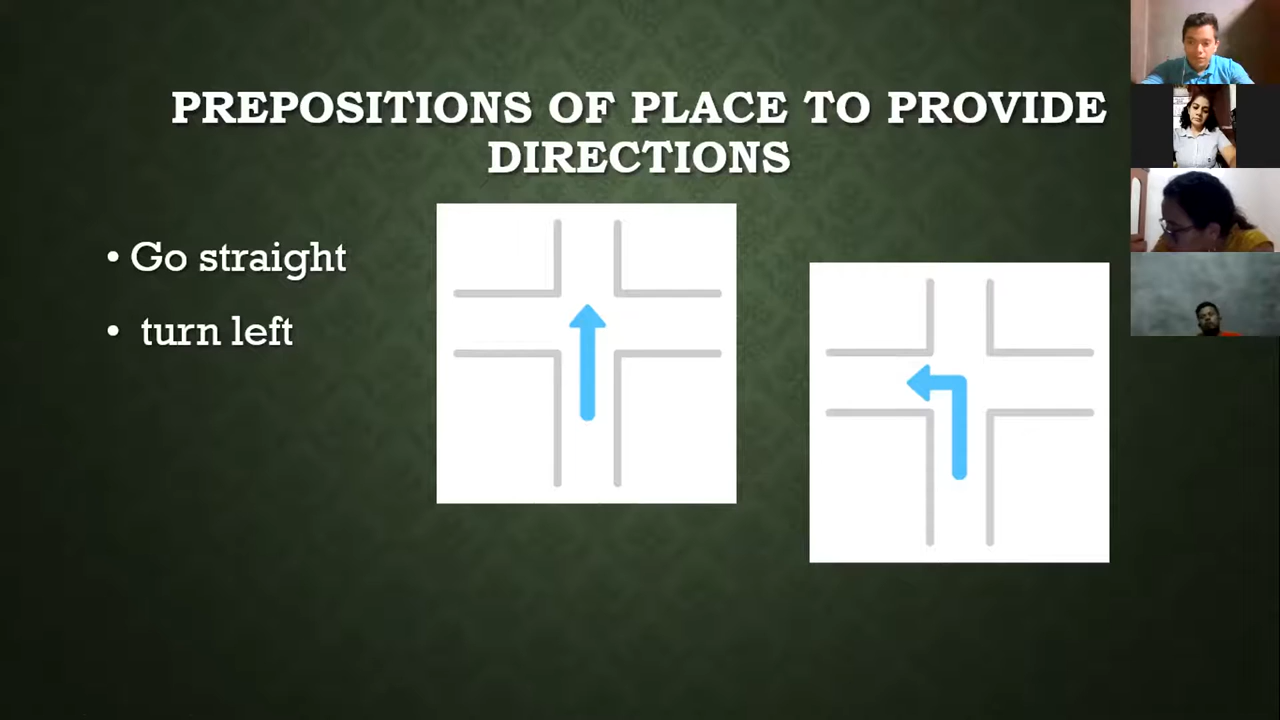 PREPOSITIONS OF PLACE TO PROVIDE
DIRECTIONS
• Go straight
• turn left